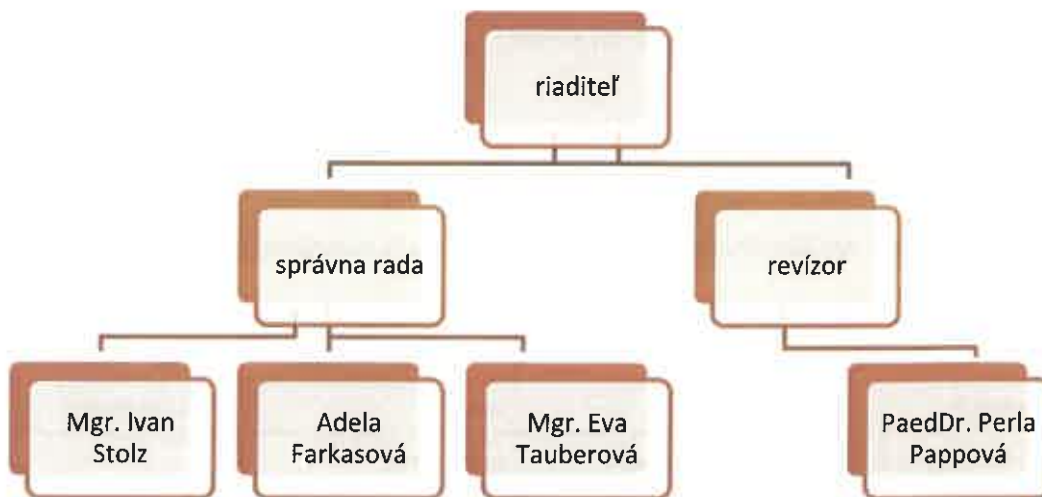 riaditeľ
správna rada
revízor
Mgr. Ivan
Stolz
Adela
Farkasová
Mgr. Eva
Tauberová
PaedDr. Perla
Pappová